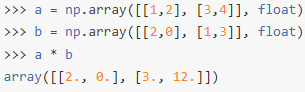 >>> a = np.array([[1,2], [3,4]], float)
>>> b = np.array([[2,0], [1,3]], float)
>>> a * b
array([[2., 0.], [3., 12.]])